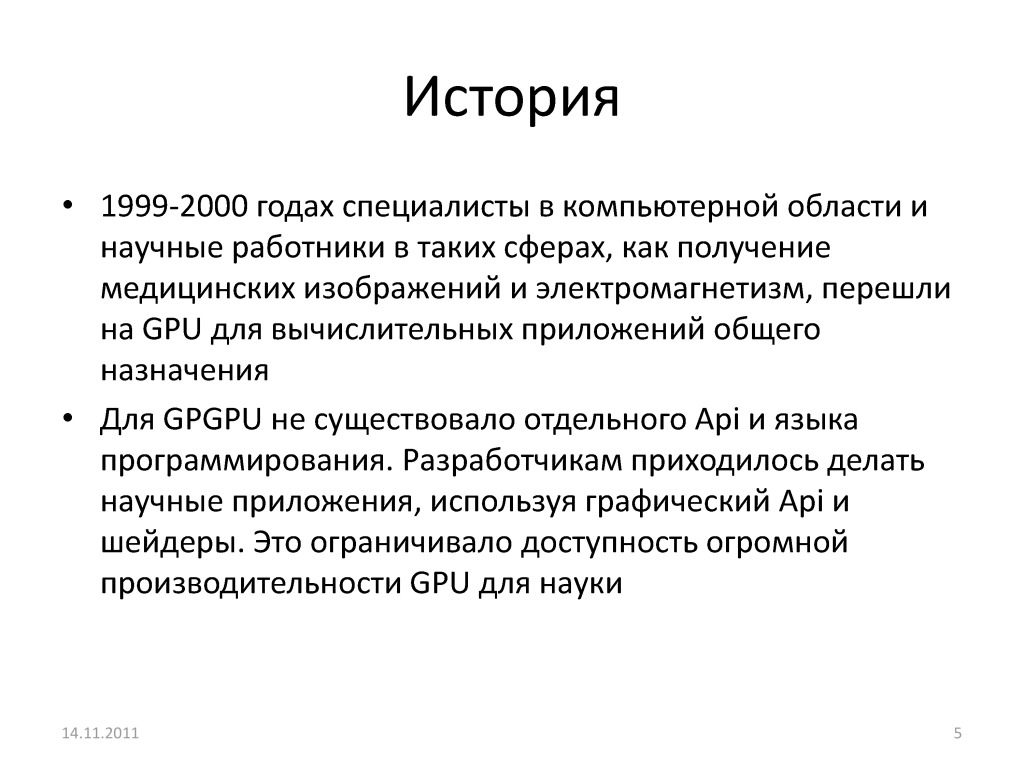 История
• 1999-2000 годах специалисты в компьютерной области и
научные работники в таких сферах, как получение
медицинских изображений и электромагнетизм, перешли
на GPU для вычислительных приложений общего
назначения
• Для GPGPU не существовало отдельного Api и языка
программирования. Разработчикам приходилось делать
научные приложения, используя графический Api и
шейдеры. Это ограничивало доступность огромной
производительности GPU для науки
14.11.2011
5